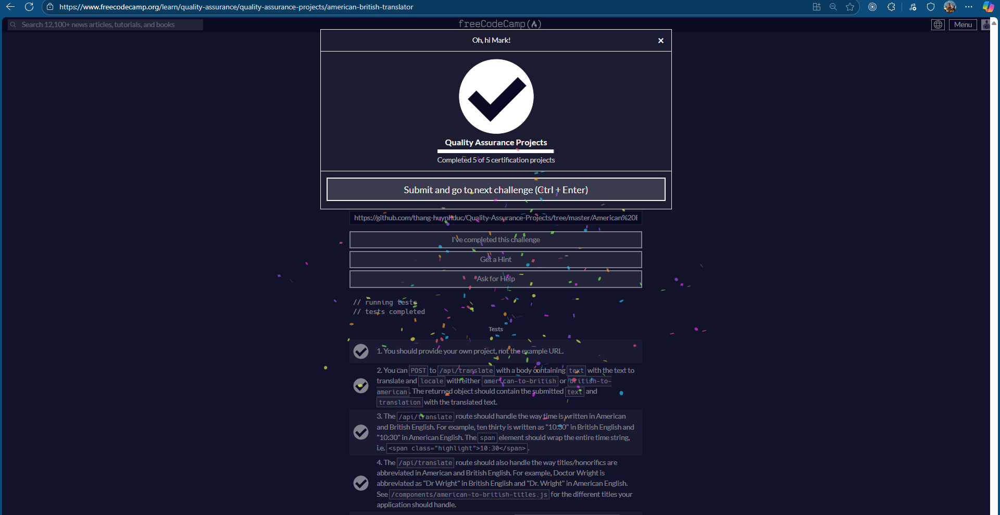 https://www.freecodecamp.org/learn/quality-assurance/quality-assurance-projects/american-british-translator
Search 12,100+ news articles, tutorials, and books
freeCodeCamp
Menu
Oh, hi Mark!
Quality Assurance Projects
Completed 5 of 5 certification projects
Submit and go to next challenge (Ctrl + Enter)
https://github.com/thang-huynhduc/Quality-Assurance-Projects/tree/master/American%20
I've completed this challenge
Get a Hint
Ask for Help
// running tests
// tests completed
Tests
1. You should provide your own project, not the example URL.
2. You can POST to /api/translate with a body containing text with the text to
translate and locale with either american-to-british or british-to-
american. The returned object should contain the submitted text and
translation with the translated text.
3. The /api/translate route should handle the way time is written in American
and British English. For example, ten thirty is written as "10.30" in British English and
"10:30" in American English. The span element should wrap the entire time string,
i.e. <span class="highlight">10:30</span>.
4. The /api/translate route should also handle the way titles/honorifics are
abbreviated in American and British English. For example, Doctor Wright is
abbreviated as "Dr Wright" in British English and "Dr. Wright" in American English.
See /components/american-to-british-titles.js for the different titles your
application should handle.